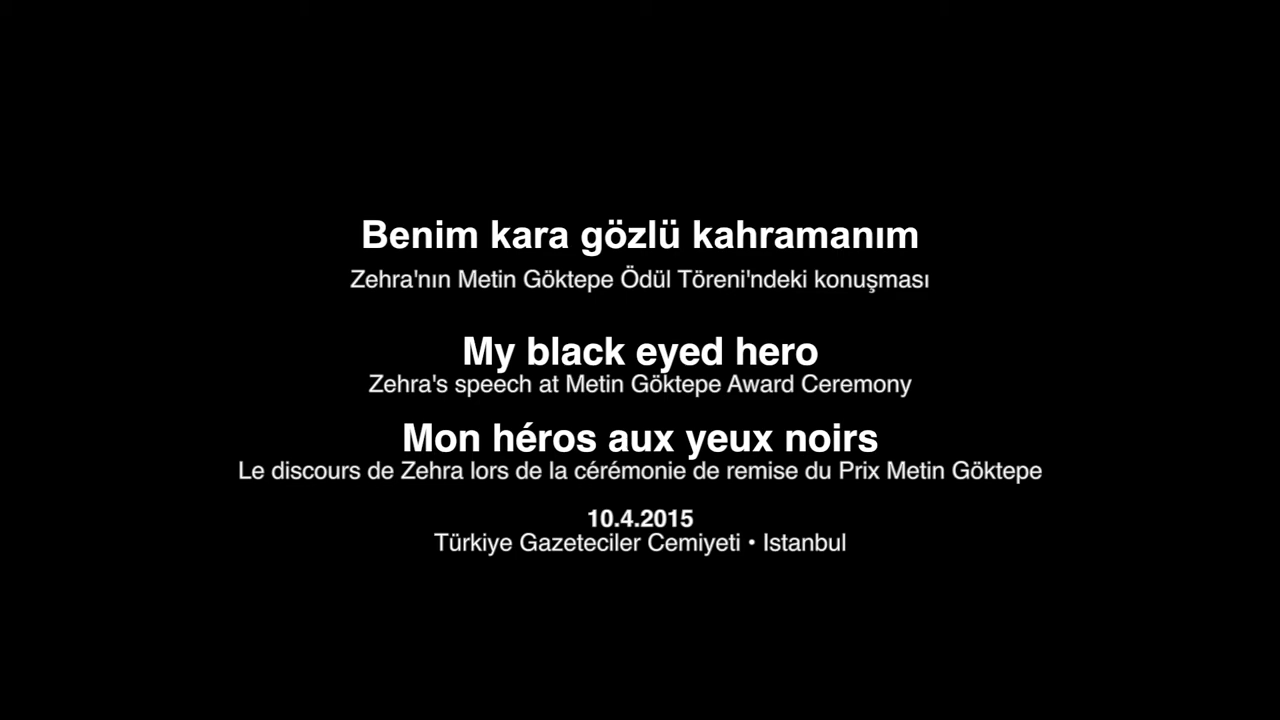 Benim kara gözlü kahramanım
Zehra'nın Metin Göktepe Ödül Töreni'ndeki konuşması
My black eyed hero
Zehra's speech at Metin Göktepe Award Ceremony
Mon héros aux yeux noirs
Le discours de Zehra lors de la cérémonie de remise du Prix Metin Göktepe
10.4.2015
Türkiye Gazeteciler Cemiyeti • Istanbul